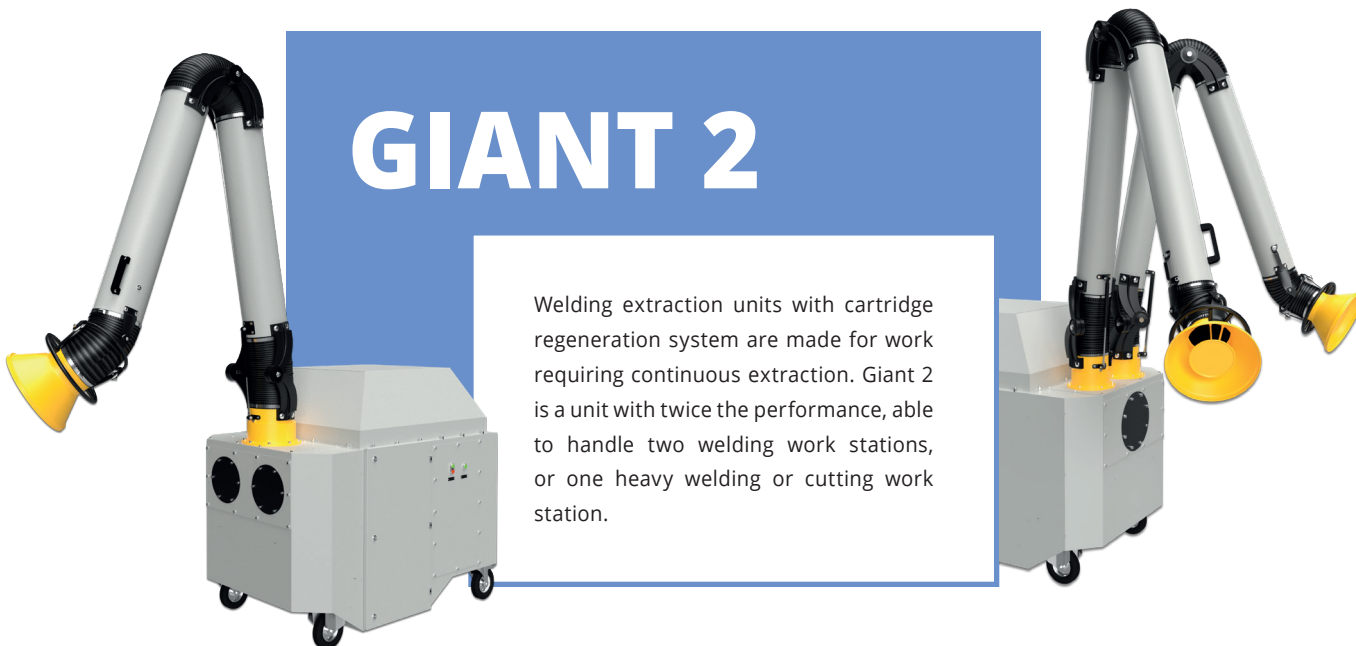 GIANT 2
Welding extraction units with cartridge
regeneration system are made for work
requiring continuous extraction. Giant 2
is a unit with twice the performance, able
to handle two welding work stations,
or one heavy welding or cutting work
station.